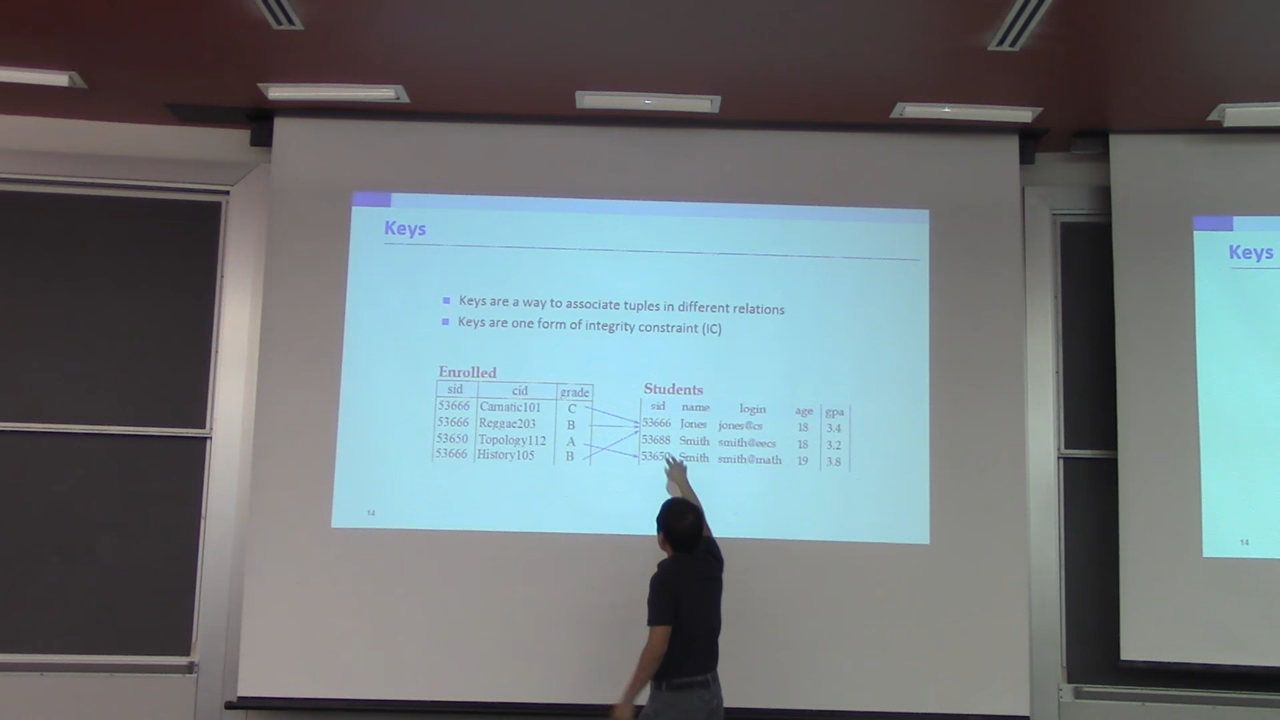 Keys
Keys are a way to associate tuples in different relations
Keys are one form of integrity constraint (IC)
Enrolled
sid cid grade
53666 Carnatic101 C
53666 Reggae203 B
53650 Topology112 A
53666 History105 B
Students
sid name login age gpa
53666 Jones jones@cs 18 3.4
53688 Smith smith@eecs 18 3.2
53650 Smith smith@math 19 3.8
14
Keys
14